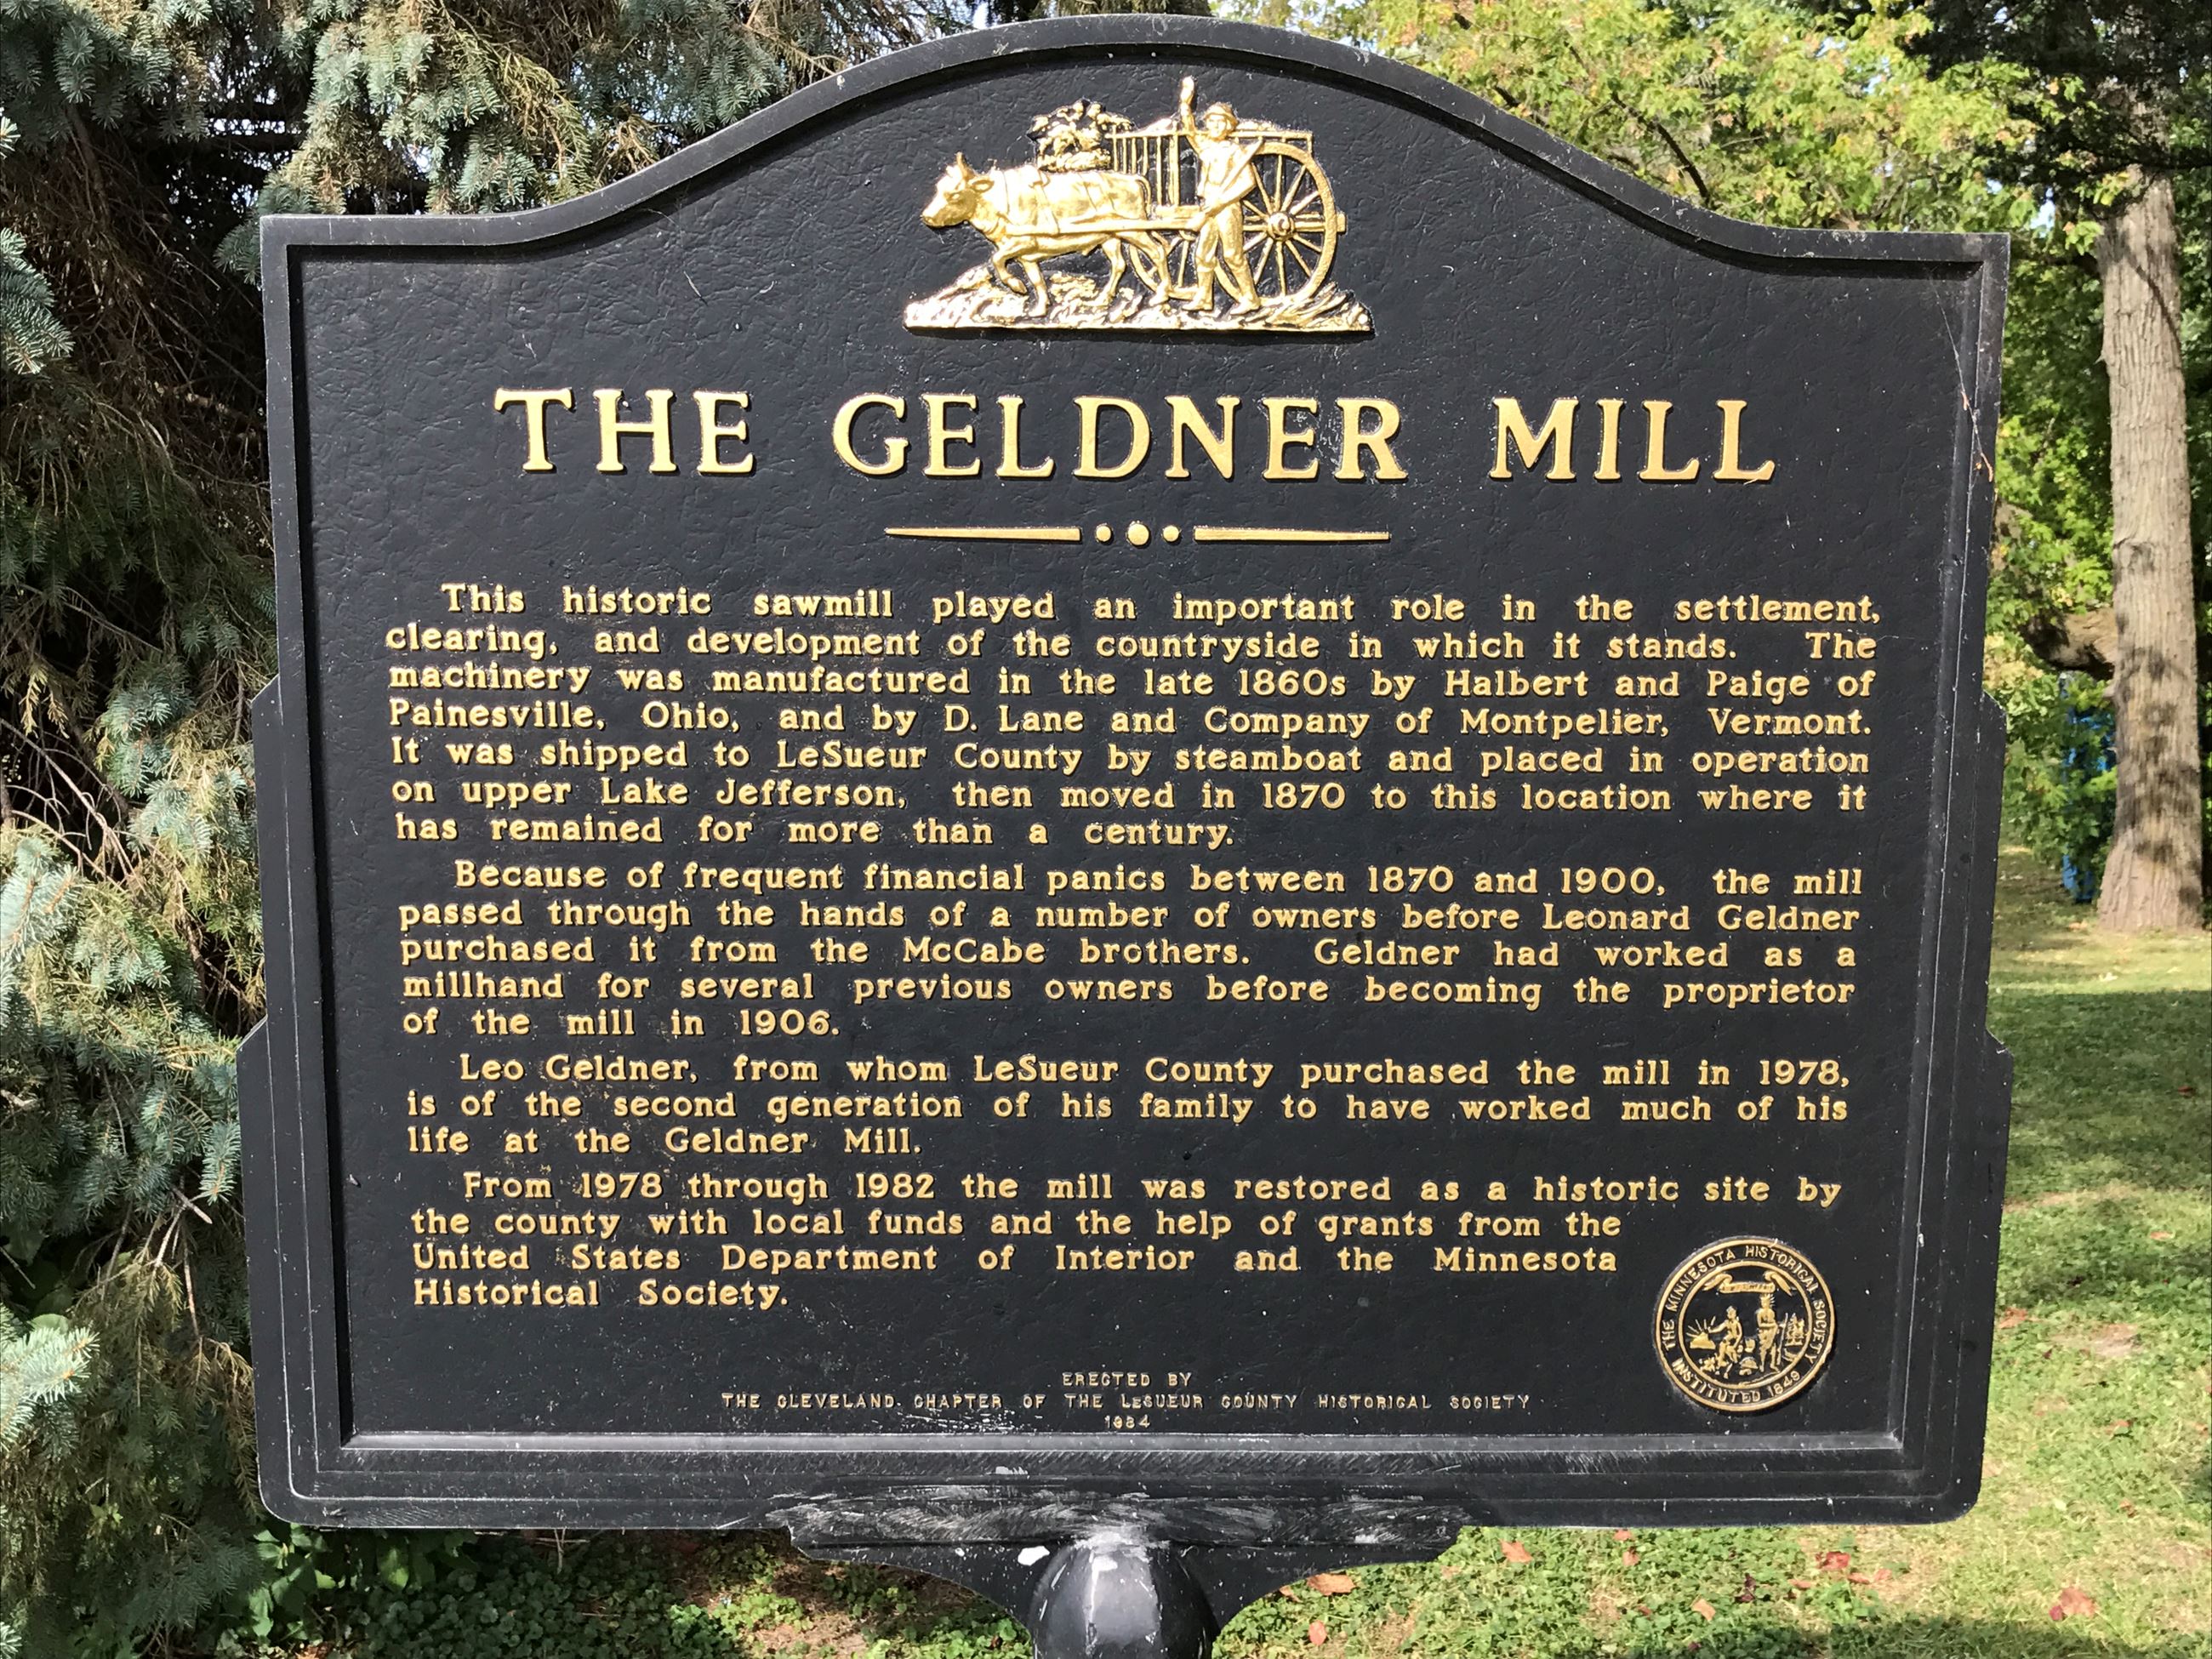 THE GELDNER MILL
This historic sawmill played an important role in the settlement,
clearing, and development of the countryside in which it stands. The
machinery was manufactured in the late 1860s by Halbert and Paige of
Painesville, Ohio, and by D. Lane and Company of Montpelier, Vermont.
It was shipped to LeSueur County by steamboat and placed in operation
on upper Lake Jefferson, then moved in 1870 to this location where it
has remained for more than a century.
Because of frequent financial panics between 1870 and 1900, the mill
passed through the hands of a number of owners before Leonard Geldner
purchased it from the McCabe brothers. Geldner had worked as a
millhand for several previous owners before becoming the proprietor
of the mill in 1906.
Leo Geldner, from whom LeSueur County purchased the mill in 1978,
is of the second generation of his family to have worked much of his
life at the Geldner Mill.
From 1978 through 1982 the mill was restored as a historic site by
the county with local funds and the help of grants from the
United States Department of Interior and the Minnesota
Historical Society.
THE MINNESOTA HISTORICAL SOCIETY
INSTITUTED 1849
ERECTED BY
THE CLEVELAND CHAPTER OF THE LeSUEUR COUNTY HISTORICAL SOCIETY
1984